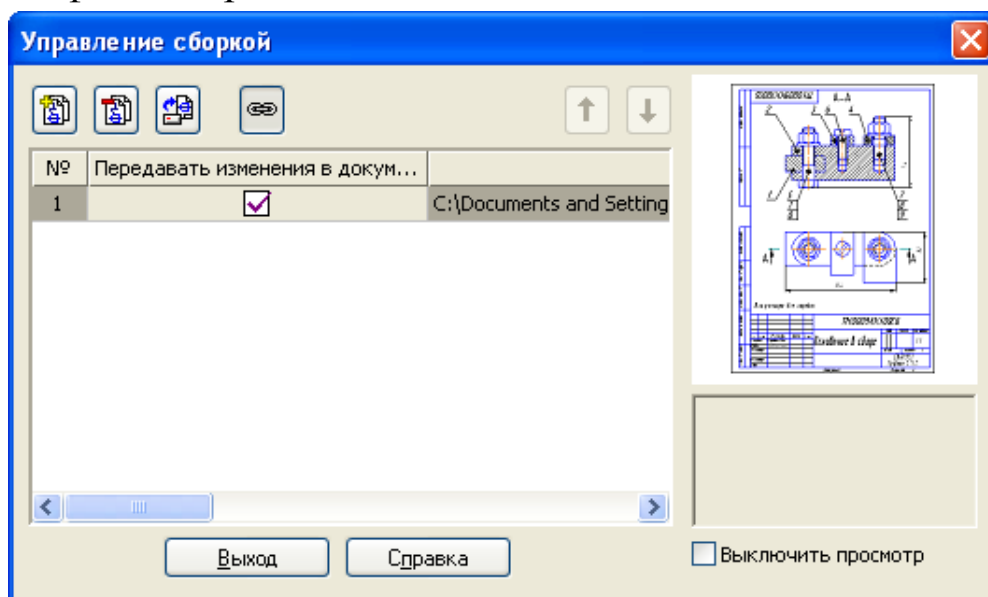 Управление сборкой
№ Передавать изменения в докум...
1 C:\Documents and Setting
А-А
Выход Справка
Выключить просмотр